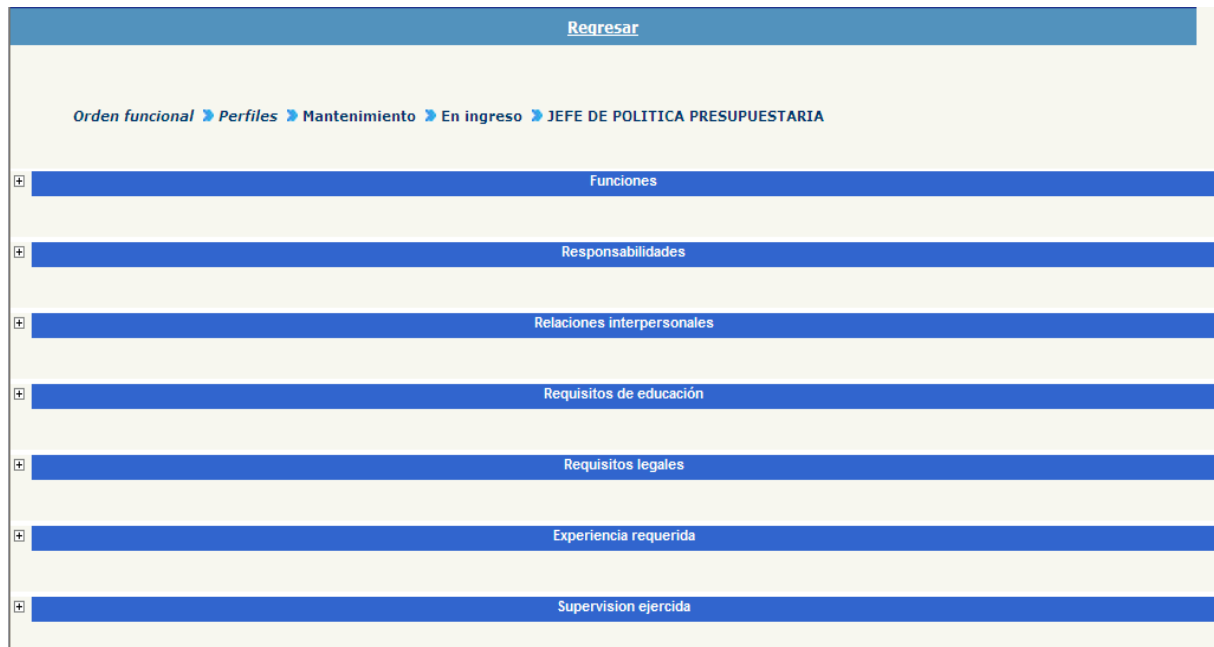 Regresar
Orden funcional Perfiles Mantenimiento En ingreso JEFE DE POLITICA PRESUPUESTARIA
Funciones
Responsabilidades
Relaciones interpersonales
Requisitos de educación
Requisitos legales
Experiencia requerida
Supervision ejercida